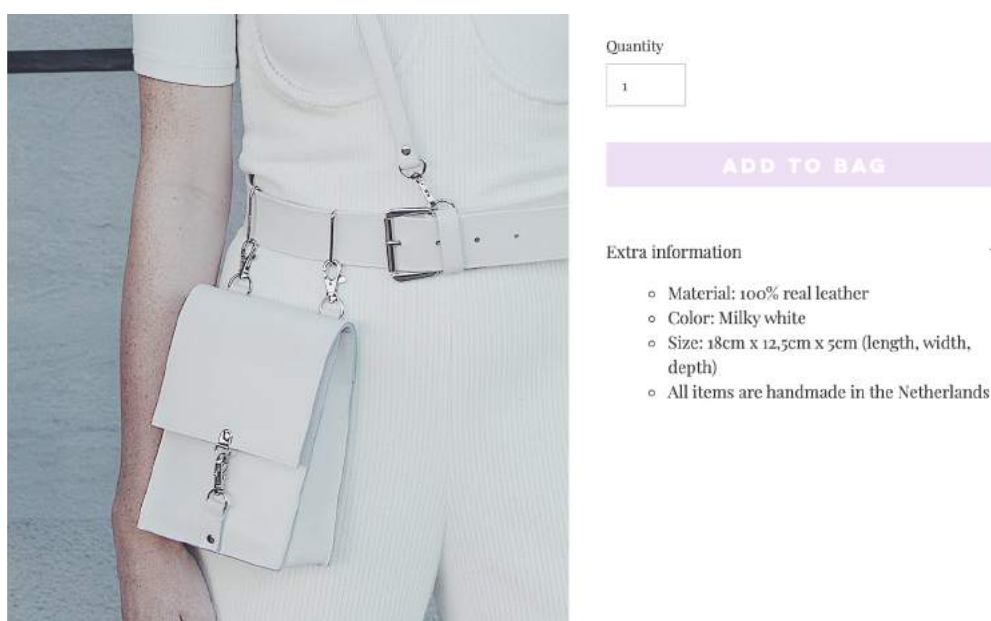 Quantity
1
ADD TO BAG
Extra information
Material: 100% real leather
Color: Milky white
Size: 18cm x 12,5cm x 5cm (length, width,
depth)
All items are handmade in the Netherlands